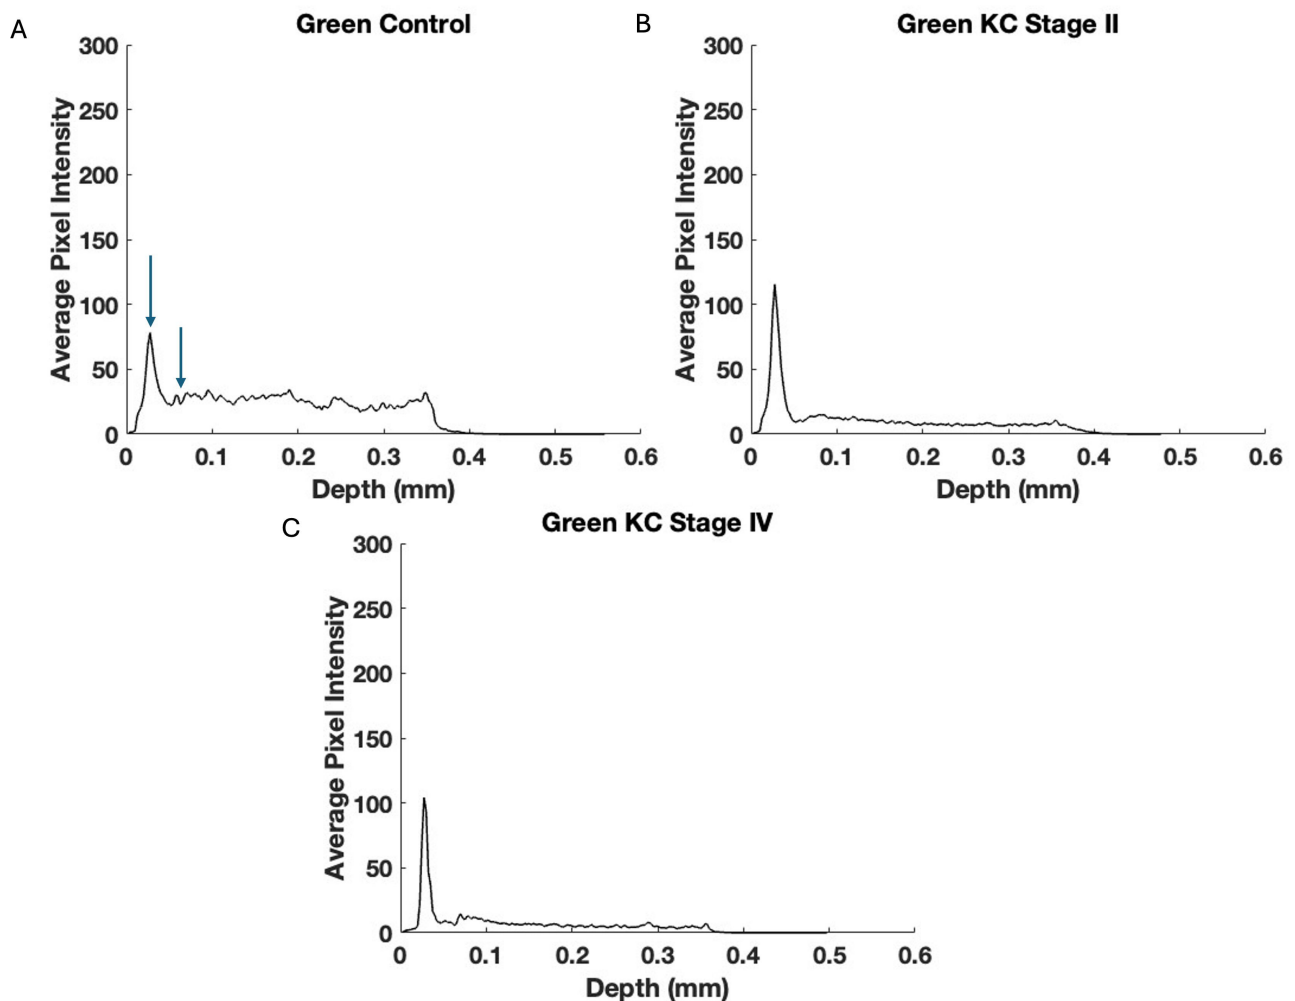 A
Green Control
300
250
200
150
100
50
0
Average Pixel Intensity
0 0.1 0.2 0.3 0.4 0.5 0.6
Depth (mm)
B
Green KC Stage II
300
250
200
150
100
50
0
Average Pixel Intensity
0 0.1 0.2 0.3 0.4 0.5 0.6
Depth (mm)
C
Green KC Stage IV
300
250
200
150
100
50
0
Average Pixel Intensity
0 0.1 0.2 0.3 0.4 0.5 0.6
Depth (mm)